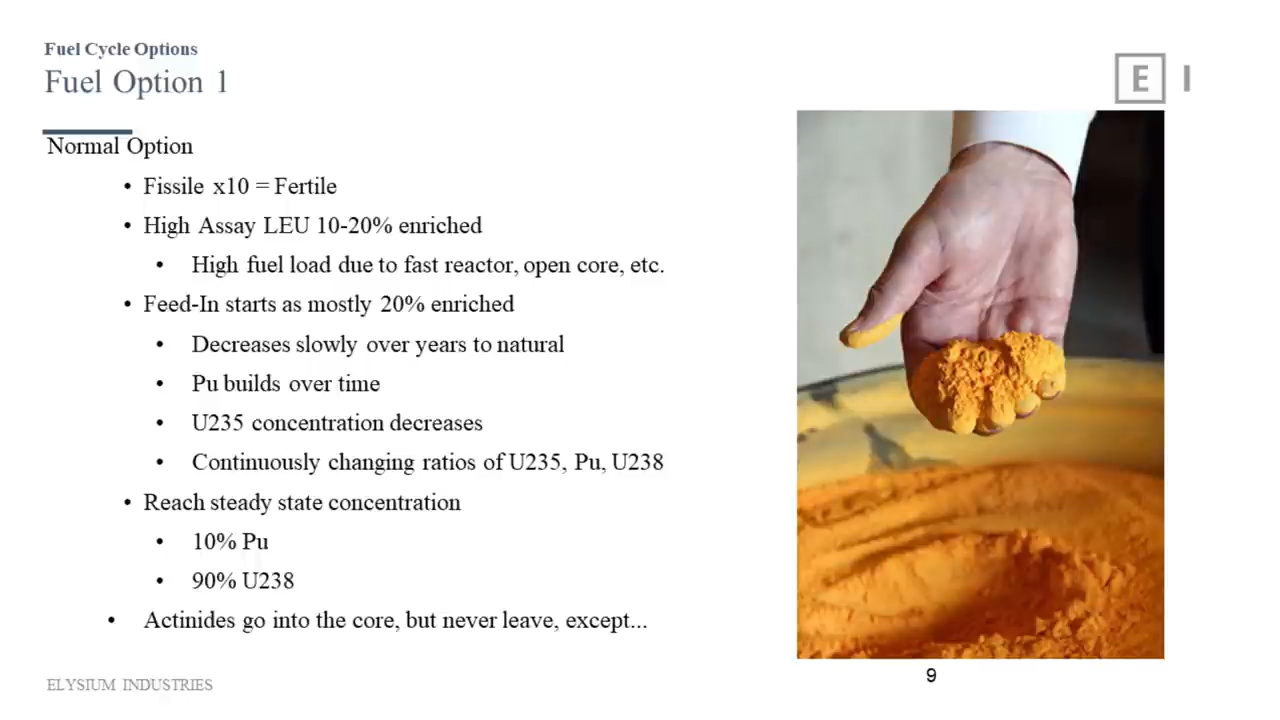 Fuel Cycle Options
Fuel Option 1
E I
Normal Option
• Fissile x10 = Fertile
• High Assay LEU 10-20% enriched
• High fuel load due to fast reactor, open core, etc.
• Feed-In starts as mostly 20% enriched
• Decreases slowly over years to natural
• Pu builds over time
• U235 concentration decreases
• Continuously changing ratios of U235, Pu, U238
• Reach steady state concentration
• 10% Pu
• 90% U238
• Actinides go into the core, but never leave, except...
ELYSIUM INDUSTRIES
9